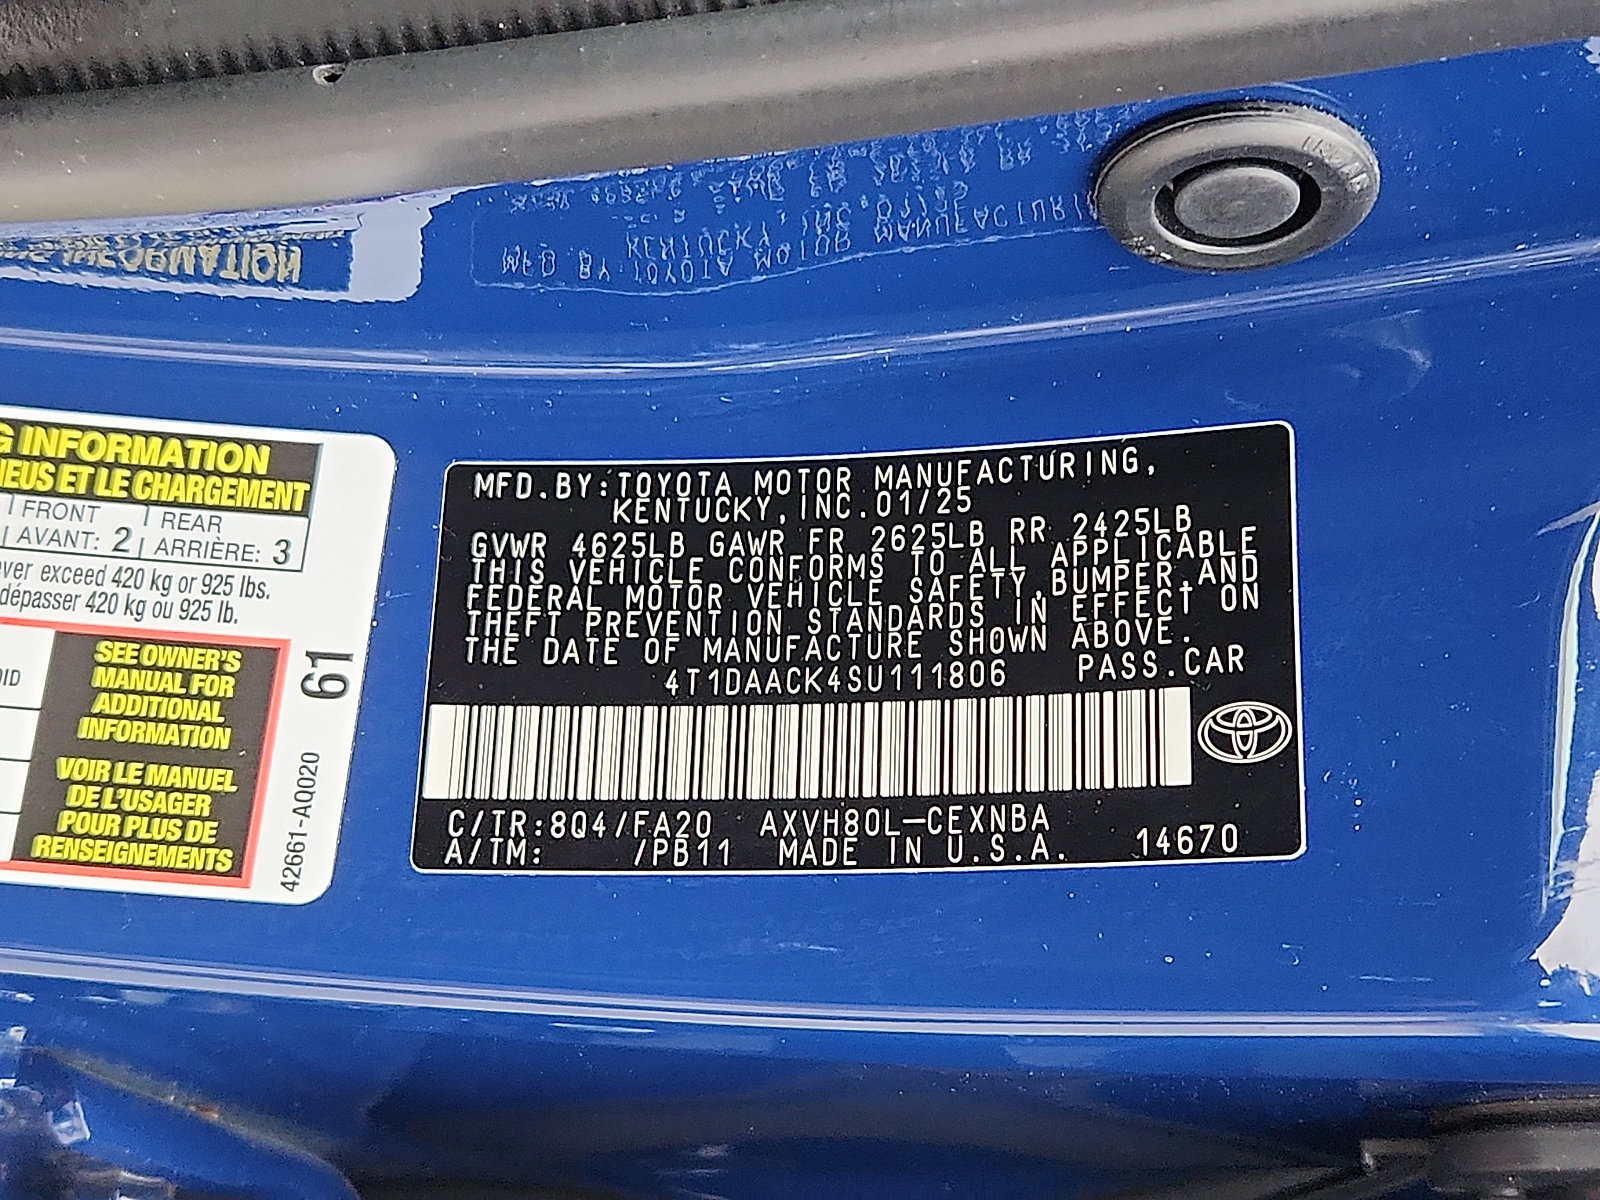 G INFORMATION
NEUS ET LE CHARGEMENT
FRONT REAR
AVANT: 2 ARRIÈRE: 3
ver exceed 420 kg or 925 lbs.
dépasser 420 kg ou 925 lb.
SEE OWNER'S
MANUAL FOR
ADDITIONAL
INFORMATION
VOIR LE MANUEL
DE L'USAGER
POUR PLUS DE
RENSEIGNEMENTS
61
42661-AQ020
MFD.BY:TOYOTA MOTOR MANUFACTURING,
KENTUCKY,INC.01/25
GVWR 4625LB GAWR FR 2625LB RR 2425LB
THIS VEHICLE CONFORMS TO ALL APPLICABLE
FEDERAL MOTOR VEHICLE SAFETY,BUMPER,AND
THEFT PREVENTION STANDARDS IN EFFECT ON
THE DATE OF MANUFACTURE SHOWN ABOVE.
4T1DAACK4SU111806 PASS.CAR
C/TR:8Q4/FA20 AXVH80L-CEXNBA
A/TM: /PB11 MADE IN U.S.A. 14670